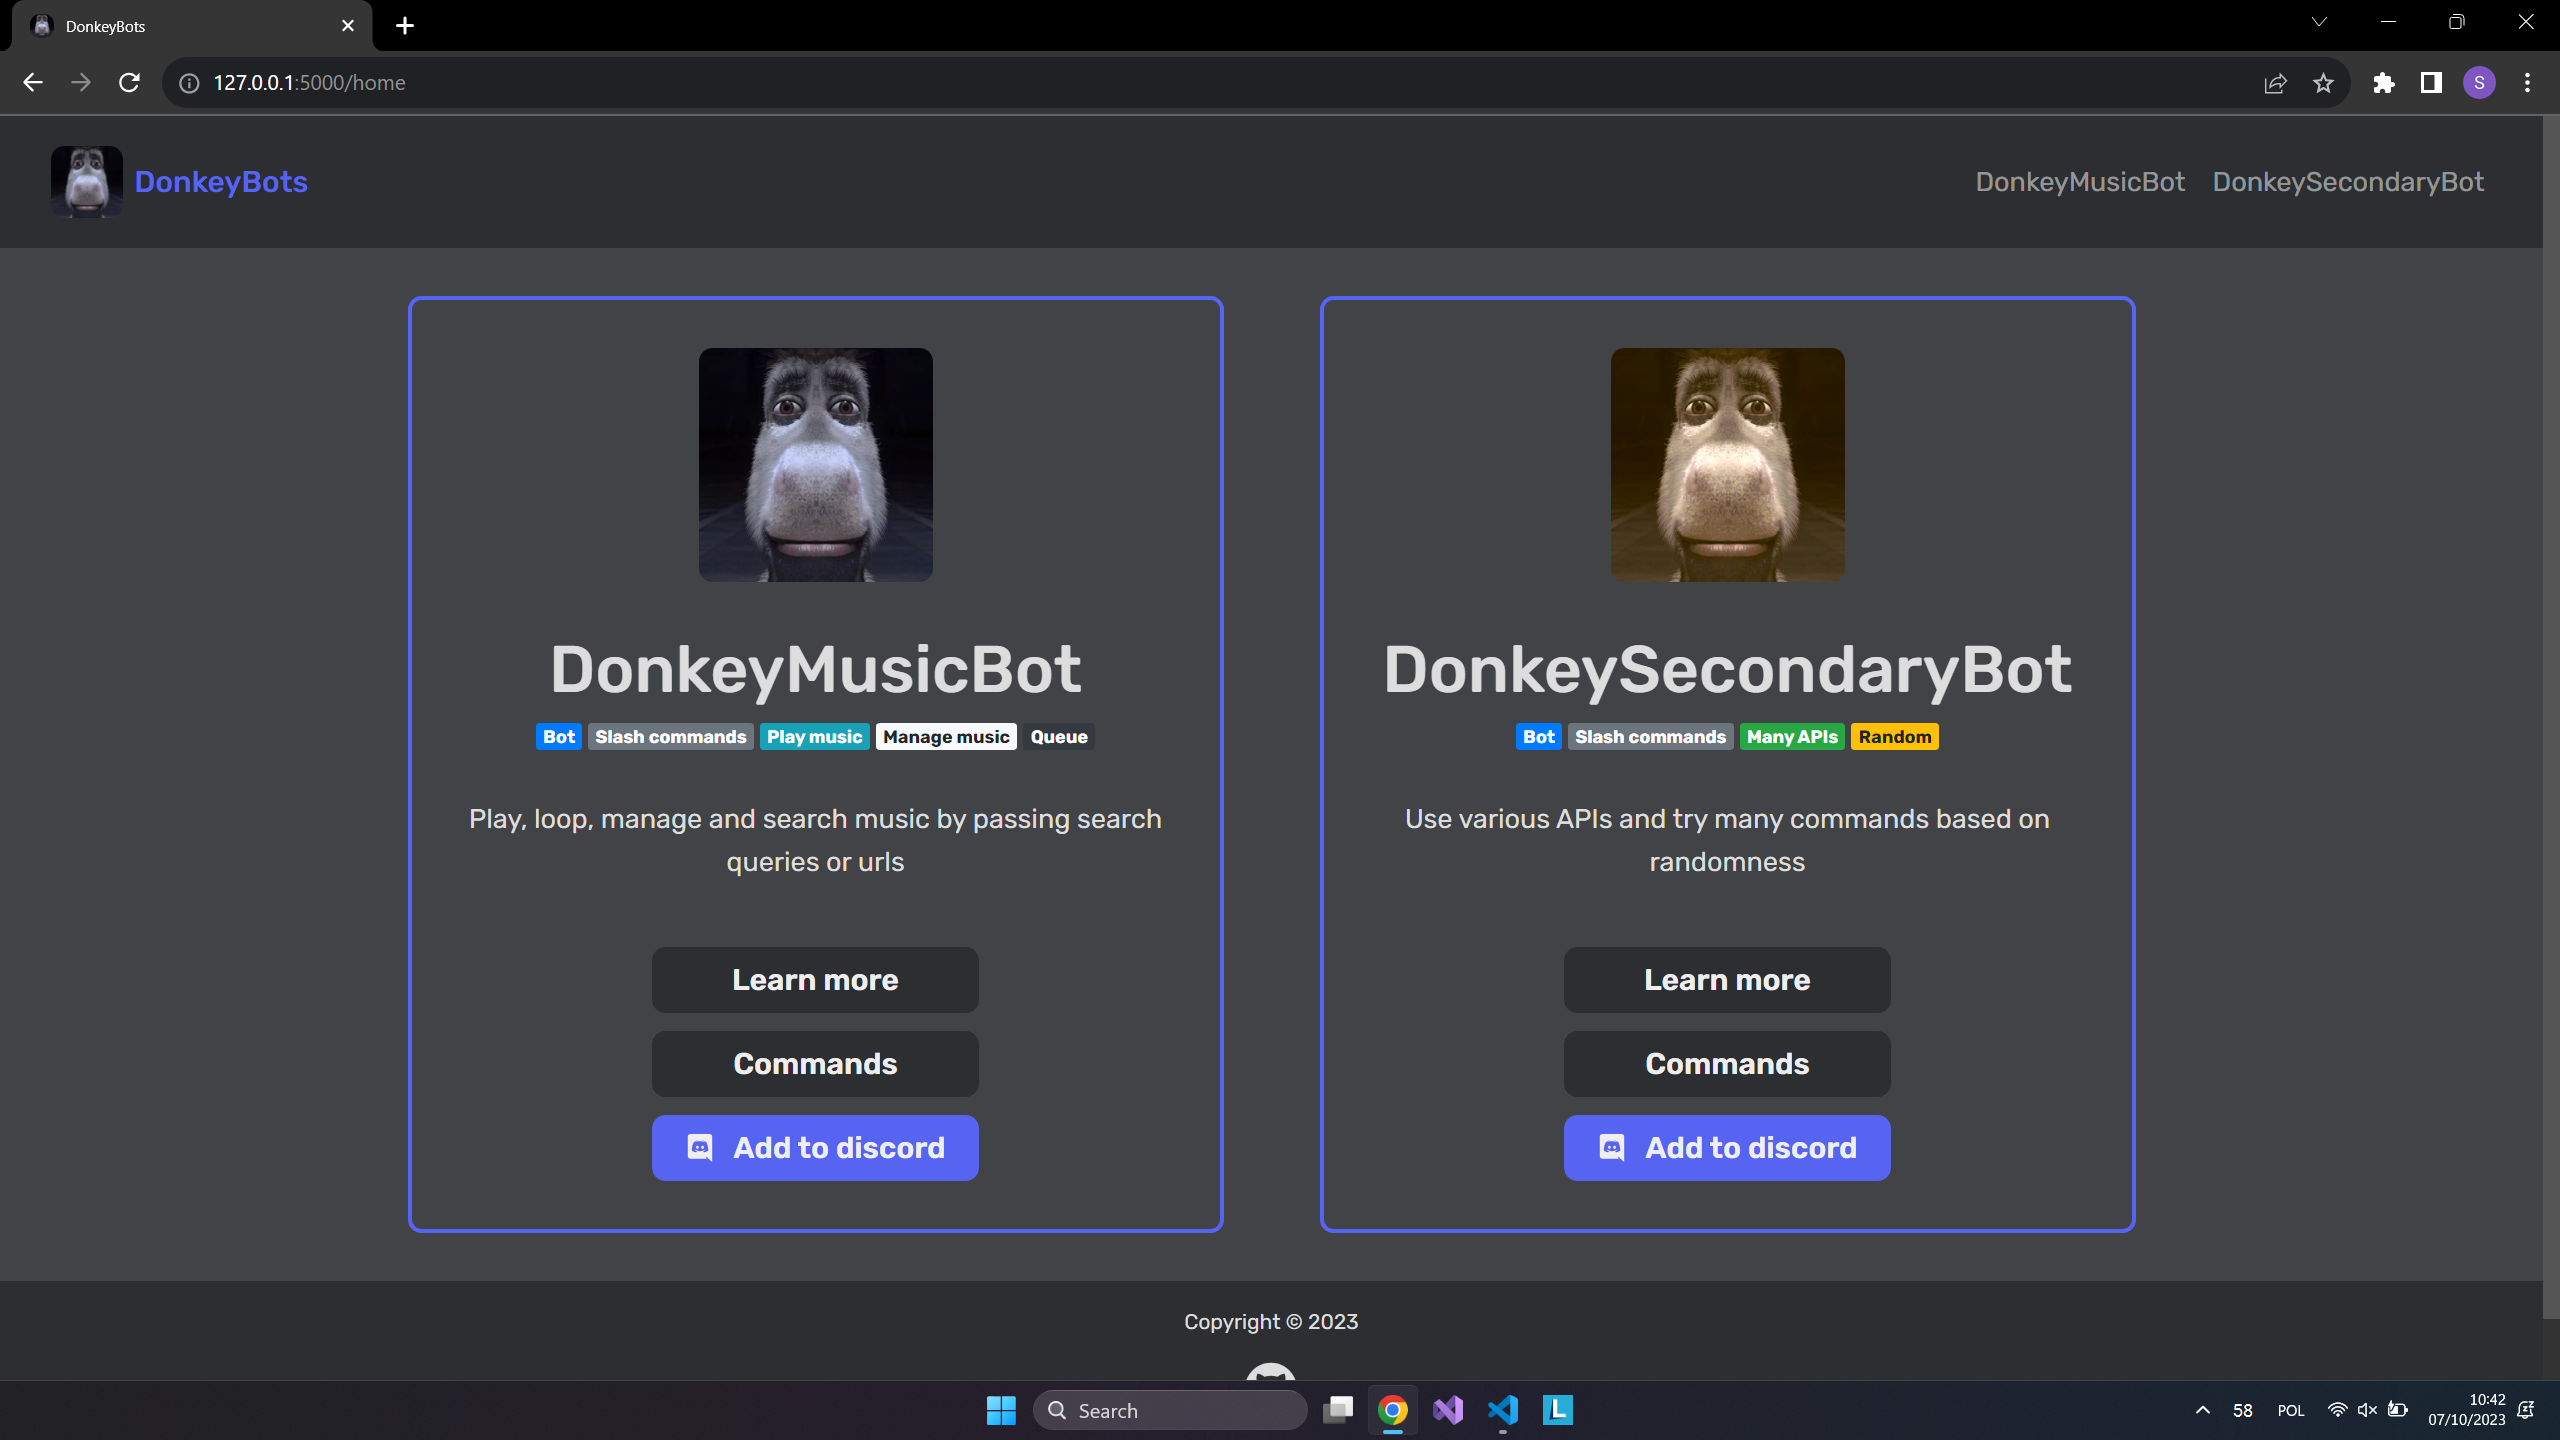 DonkeyBots
127.0.0.1:5000/home
S
DonkeyBots
DonkeyMusicBot DonkeySecondaryBot
DonkeyMusicBot
Bot Slash commands Play music Manage music Queue
Play, loop, manage and search music by passing search
queries or urls
Learn more
Commands
Add to discord
DonkeySecondaryBot
Bot Slash commands Many APIs Random
Use various APIs and try many commands based on
randomness
Learn more
Commands
Add to discord
Copyright © 2023
Search
L
58
POL
10:42
07/10/2023